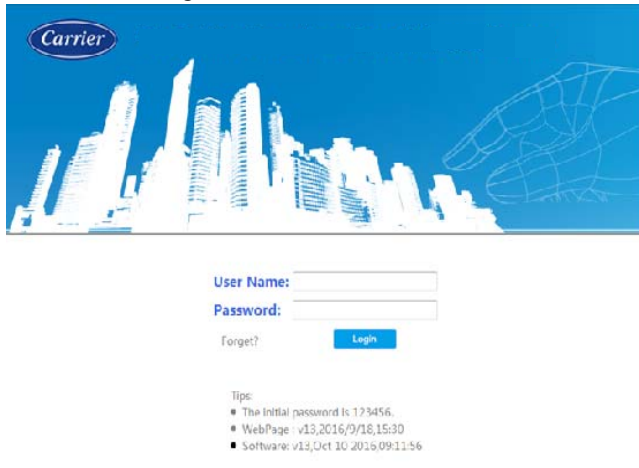 Carrier
User Name:
Password:
Forget?
Login
Tips:
The initial password is 123456.
WebPage : v13,2016/9/18,15:30
Software: v13,Oct 10 2016,09:11:56